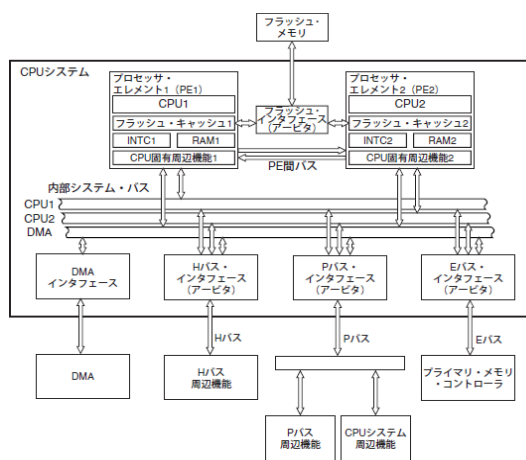 フラッシュ・
メモリ
CPUシステム
プロセッサ・
エレメント1（PE1）
CPU1
フラッシュ・キャッシュ1
INTC1
RAM1
CPU固有周辺機能1
フラッシュ・
インタフェース
（アービタ）
プロセッサ・
エレメント2（PE2）
CPU2
フラッシュ・キャッシュ2
INTC2
RAM2
CPU固有周辺機能2
PE間バス
内部システム・バス
CPU1
CPU2
DMA
DMA
インタフェース
Hバス・
インタフェース
（アービタ）
Pバス・
インタフェース
（アービタ）
Eバス・
インタフェース
（アービタ）
Hバス
Pバス
Eバス
DMA
Hバス
周辺機能
プライマリ・メモリ
・コントローラ
Pバス
周辺機能
CPUシステム
周辺機能